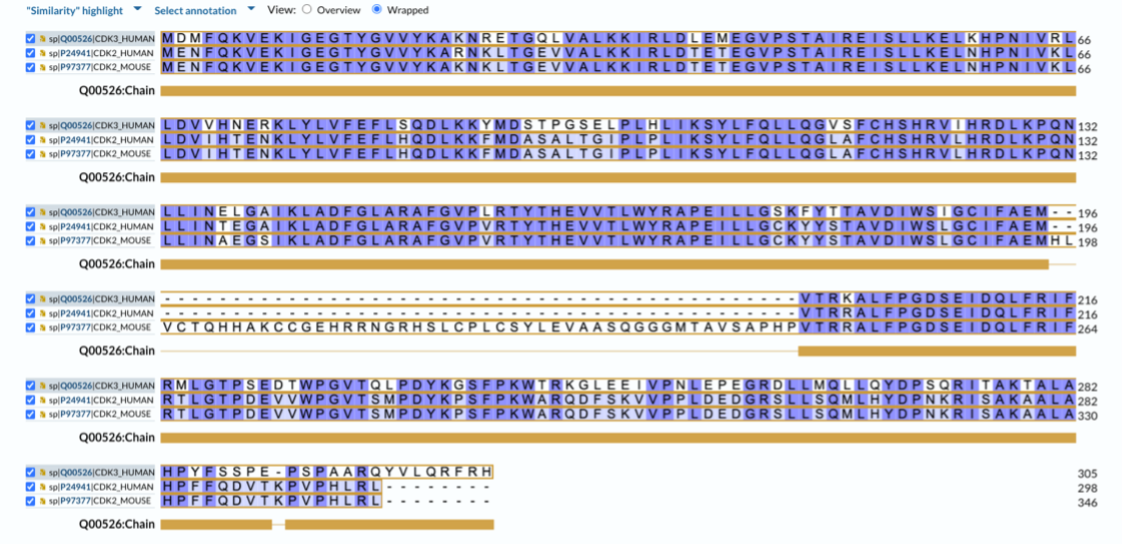 "Similarity" highlight Select annotation View: Overview Wrapped
sp|Q00526|CDK3_HUMAN MDMFQKVEKIGEGTYGVVYKAKNRETGQLVALKKIRLDLEMEGVPSTAIREISLLKELKHPNIVRL 66
sp|P24941|CDK2_HUMAN MENFQKVEKIGEGTYGVVYKARNKLTGEVVALKKIRLDTETEGVPSTAIREISLLKELNHPNIVKL 66
sp|P97377|CDK2_MOUSE MENFQKVEKIGEGTYGVVYKARNKLTGEVVALKKIRLDTETEGVPSTAIREISLLKELNHPNIVKL 66
Q00526:Chain
sp|Q00526|CDK3_HUMAN LDVVHNERKLYLVFEFLSQDLKKYMDSTPGSELPLHLIKSYLFQLLQGVSFCHSHRVIHRDLKPQN 132
sp|P24941|CDK2_HUMAN LDVIHTENKLYLVFEFLHQDLKKFMDASALTGIPLPLIKSYLFQLLQGLAFCHSHRVLHRDLKPQN 132
sp|P97377|CDK2_MOUSE LDVIHTENKLYLVFEFLHQDLKKFMDASALTGIPLPLIKSYLFQLLQGLAFCHSHRVLHRDLKPQN 132
Q00526:Chain
sp|Q00526|CDK3_HUMAN LLINELGAIKLADFGLARAFGVPLRTYTHEVVTLWYRAPEILLGSKFYTTAVDIWSIGCIFAEM-- 196
sp|P24941|CDK2_HUMAN LLINTEGAIKLADFGLARAFGVPVRTYTHEVVTLWYRAPEILLGCKYYSTAVDIWSLGCIFAEM-- 196
sp|P97377|CDK2_MOUSE LLINAEGSIKLADFGLARAFGVPVRTYTHEVVTLWYRAPEILLGCKYYSTAVDIWSLGCIFAEMHL 198
Q00526:Chain
sp|Q00526|CDK3_HUMAN ----------------------------------------------VTRKALFPGDSEIDQLFRIF 216
sp|P24941|CDK2_HUMAN ----------------------------------------------VTRRALFPGDSEIDQLFRIF 216
sp|P97377|CDK2_MOUSE VCTQHHAKCCGEHRRNGRHSLCPLCSYLEVAASQGGGMTAVSAPHPVTRRALFPGDSEIDQLFRIF 264
Q00526:Chain
sp|Q00526|CDK3_HUMAN RMLGTPSEDTWPGVTQLPDYKGSFPKWTRKGLEEIVPNLEPEGRDLLMQLLQYDPSQRITAKTALA 282
sp|P24941|CDK2_HUMAN RTLGTPDEVVWPGVTSMPDYKPSFPKWARQDFSKVVPPLDEDGRSLLSQMLHYDPNKRISAKAALA 282
sp|P97377|CDK2_MOUSE RTLGTPDEVVWPGVTSMPDYKPSFPKWARQDFSKVVPPLDEDGRSLLSQMLHYDPNKRISAKAALA 330
Q00526:Chain
sp|Q00526|CDK3_HUMAN HPYFSSPE-PSPAARQYVLQRFRH 305
sp|P24941|CDK2_HUMAN HPFFQDVTKPVPHLRL-------- 298
sp|P97377|CDK2_MOUSE HPFFQDVTKPVPHLRL-------- 346
Q00526:Chain